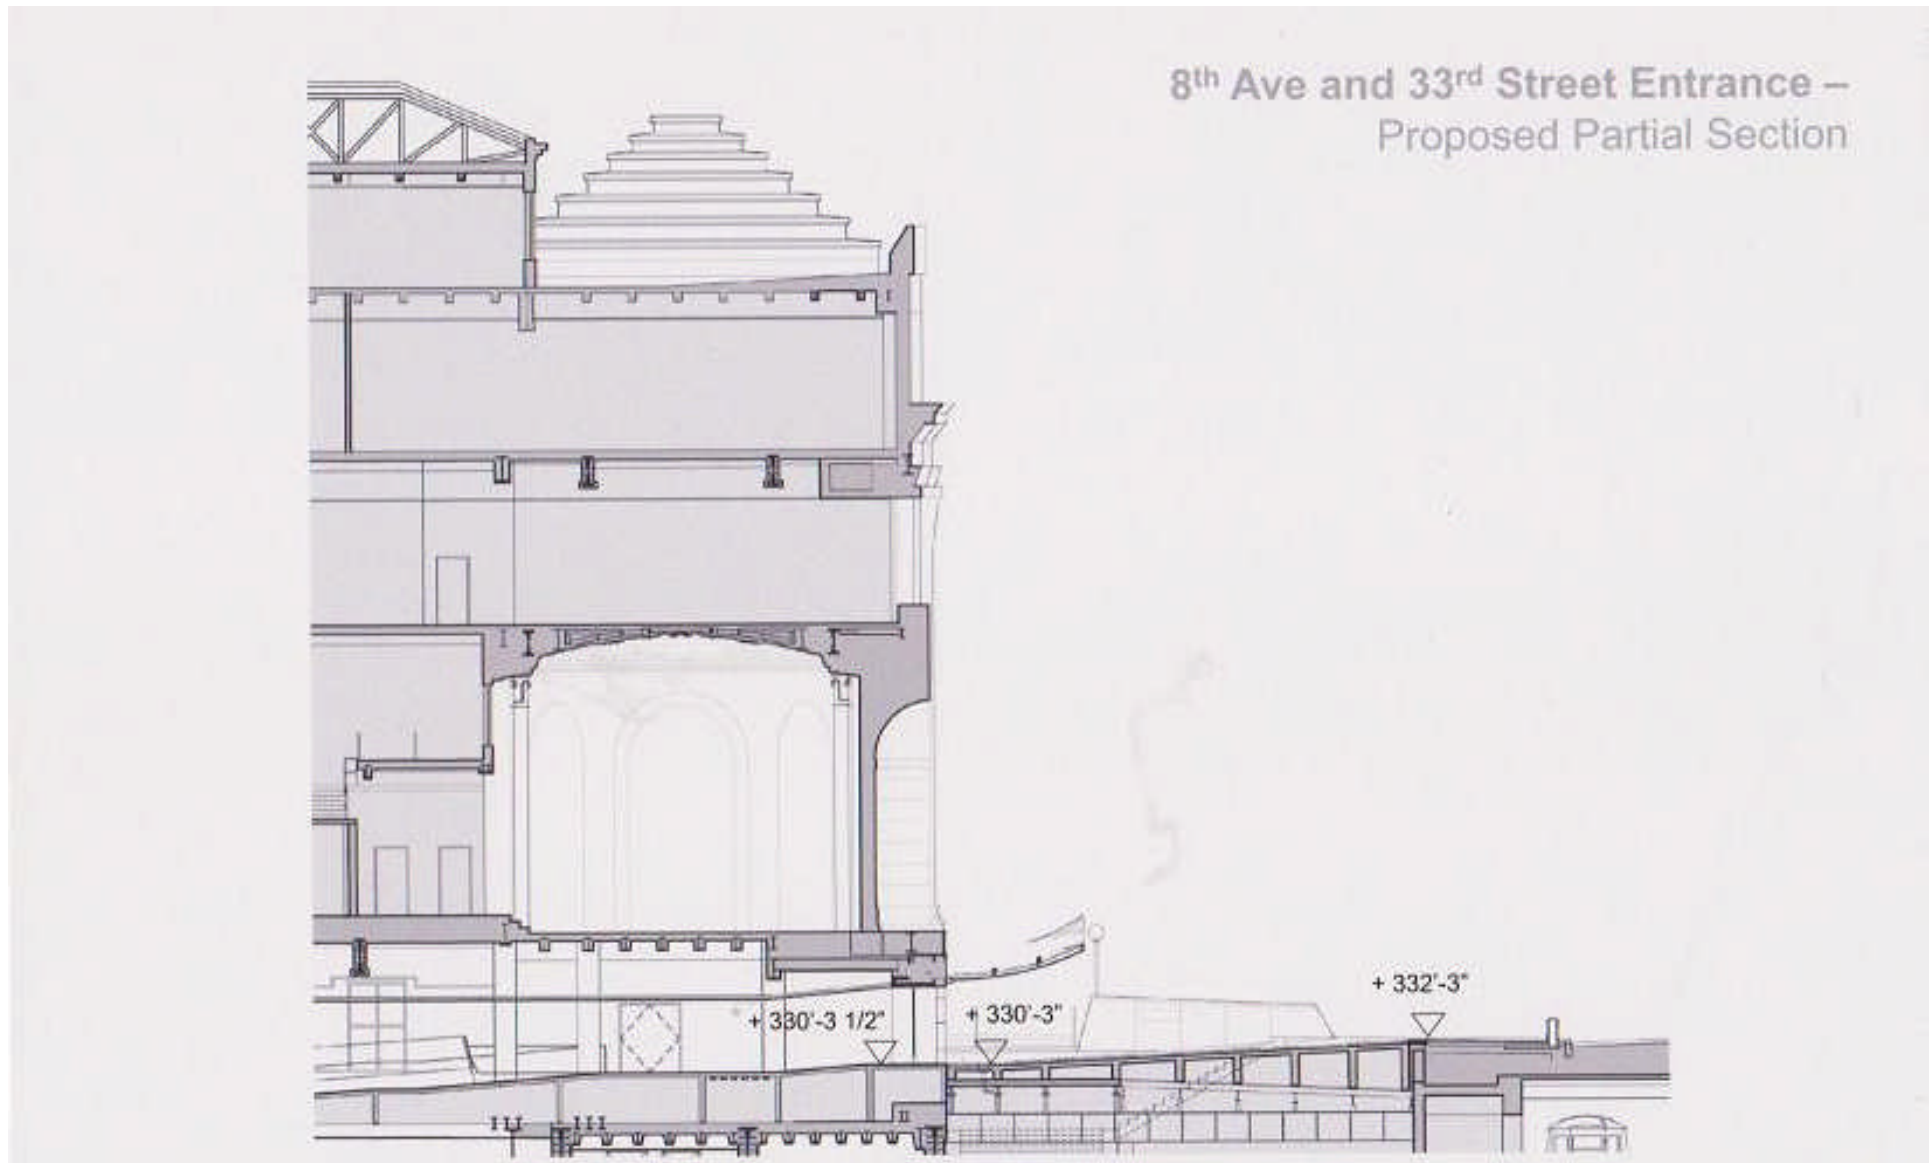 8th Ave and 33rd Street Entrance –
Proposed Partial Section
+ 332'-3"
+ 330'-3 1/2"
+ 330'-3"